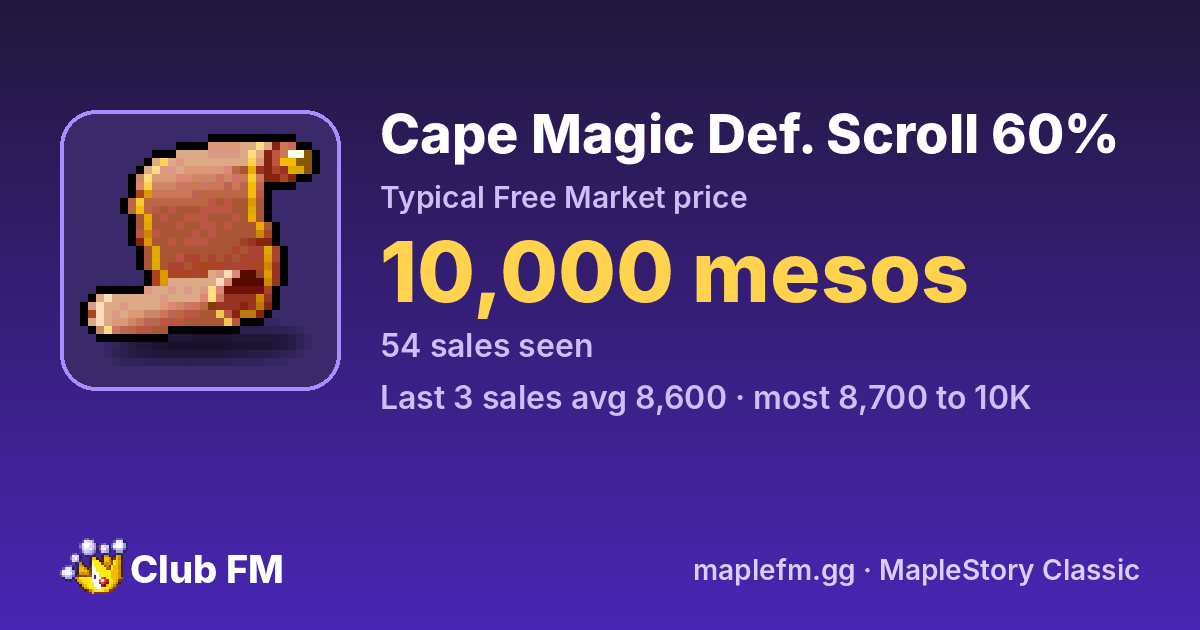 Cape Magic Def. Scroll 60%
Typical Free Market price
10,000 mesos
54 sales seen
Last 3 sales avg 8,600 · most 8,700 to 10K
Club FM
maplefm.gg · MapleStory Classic